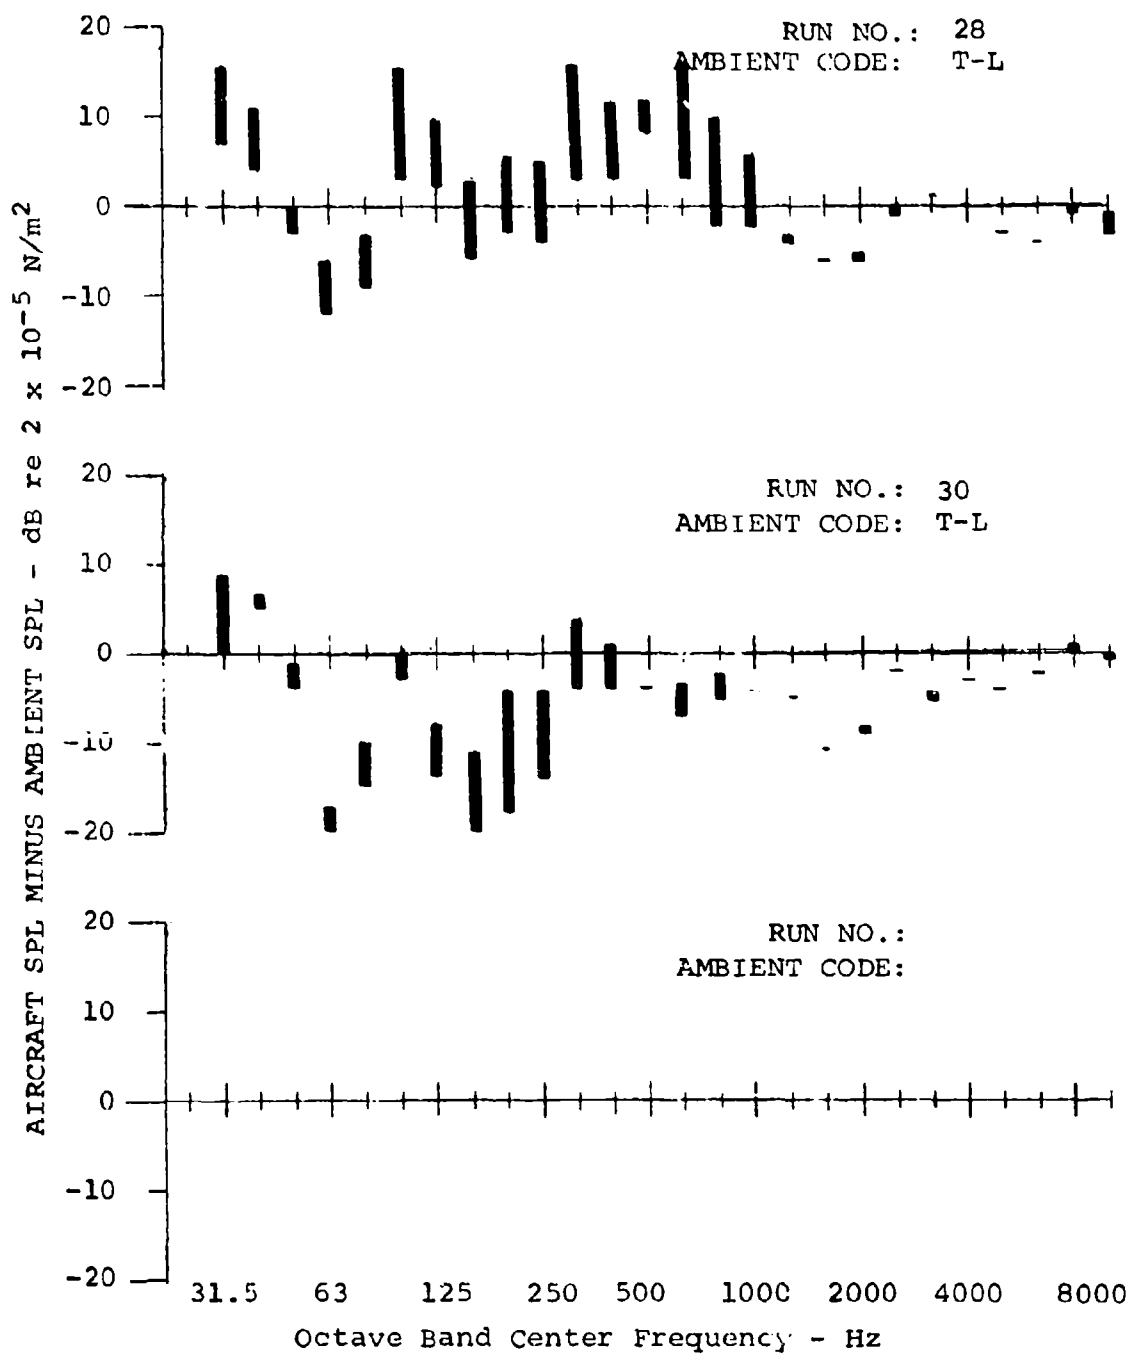 AIRCRAFT SPL MINUS AMBIENT SPL - dB re 2 x 10⁻⁵ N/m²
RUN NO.: 28
AMBIENT CODE: T-L
20
10
0
-10
-20
RUN NO.: 30
AMBIENT CODE: T-L
20
10
0
-10
-20
RUN NO.:
AMBIENT CODE:
20
10
0
-10
-20
31.5 63 125 250 500 1000 2000 4000 8000
Octave Band Center Frequency - Hz